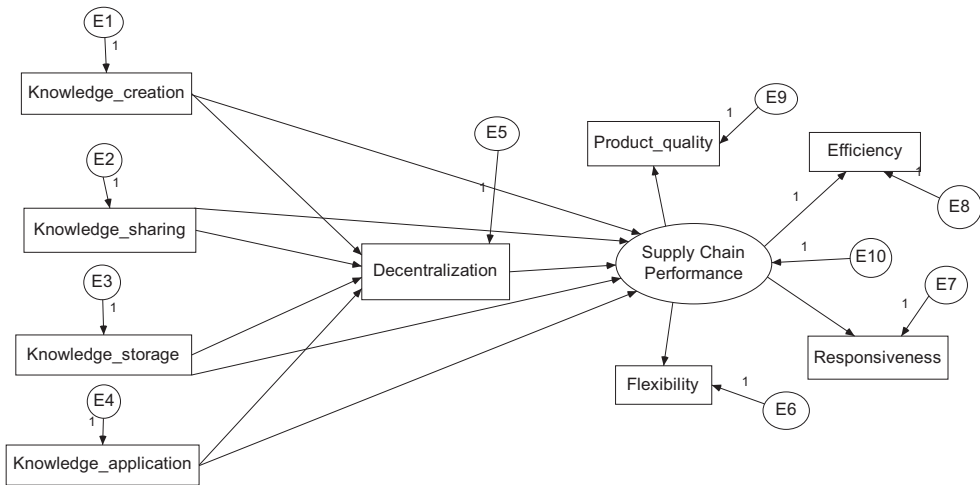 E1
1
Knowledge_creation
E2
1
Knowledge_sharing
E3
1
Knowledge_storage
E4
1
Knowledge_application
E5
1
Decentralization
Supply Chain
Performance
Product_quality
1
E9
Efficiency
1
1
E8
1
E10
Responsiveness
1
E7
Flexibility
1
E6